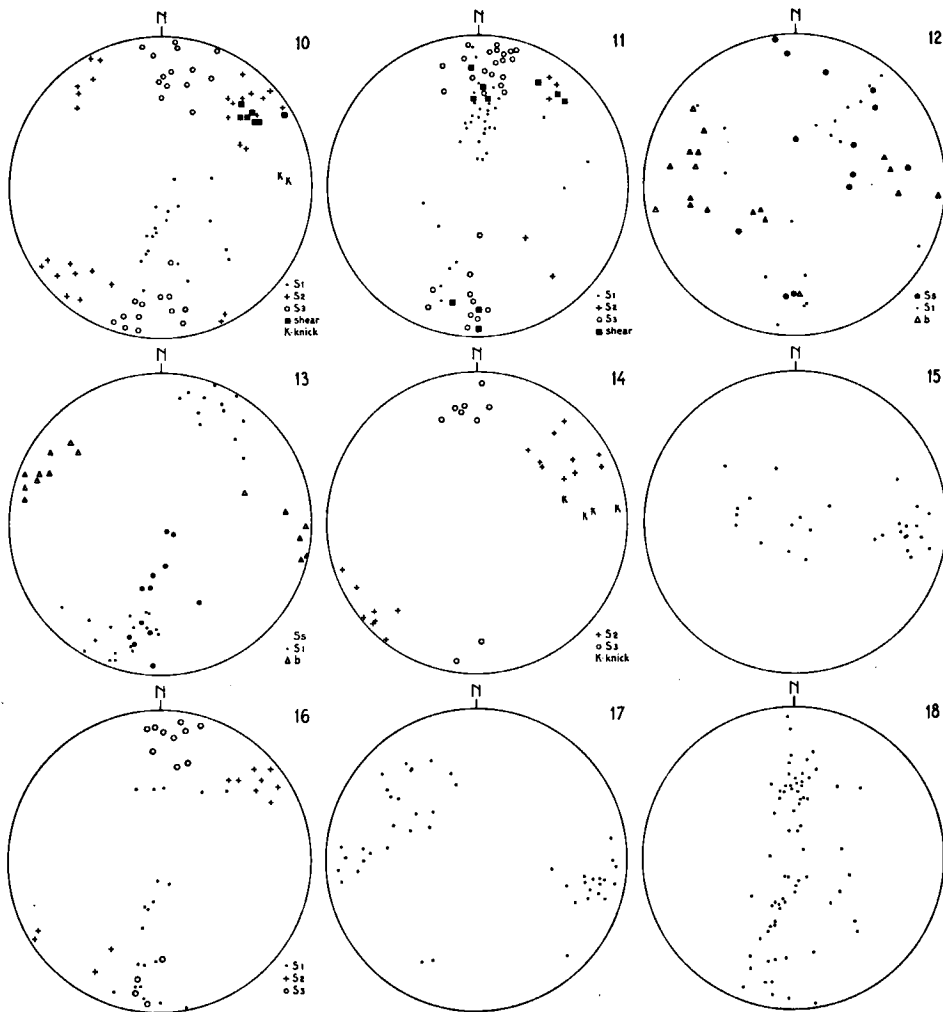 N
10
· S1
+ S2
○ S3
■ shear
K knick
K K
N
11
· S1
+ S2
○ S3
■ shear
N
12
● Ss
· S1
△ b
N
13
Ss
· S1
△ b
N
14
+ S2
○ S3
K knick
K
K K
K
N
15
N
16
· S1
+ S2
○ S3
N
17
N
18